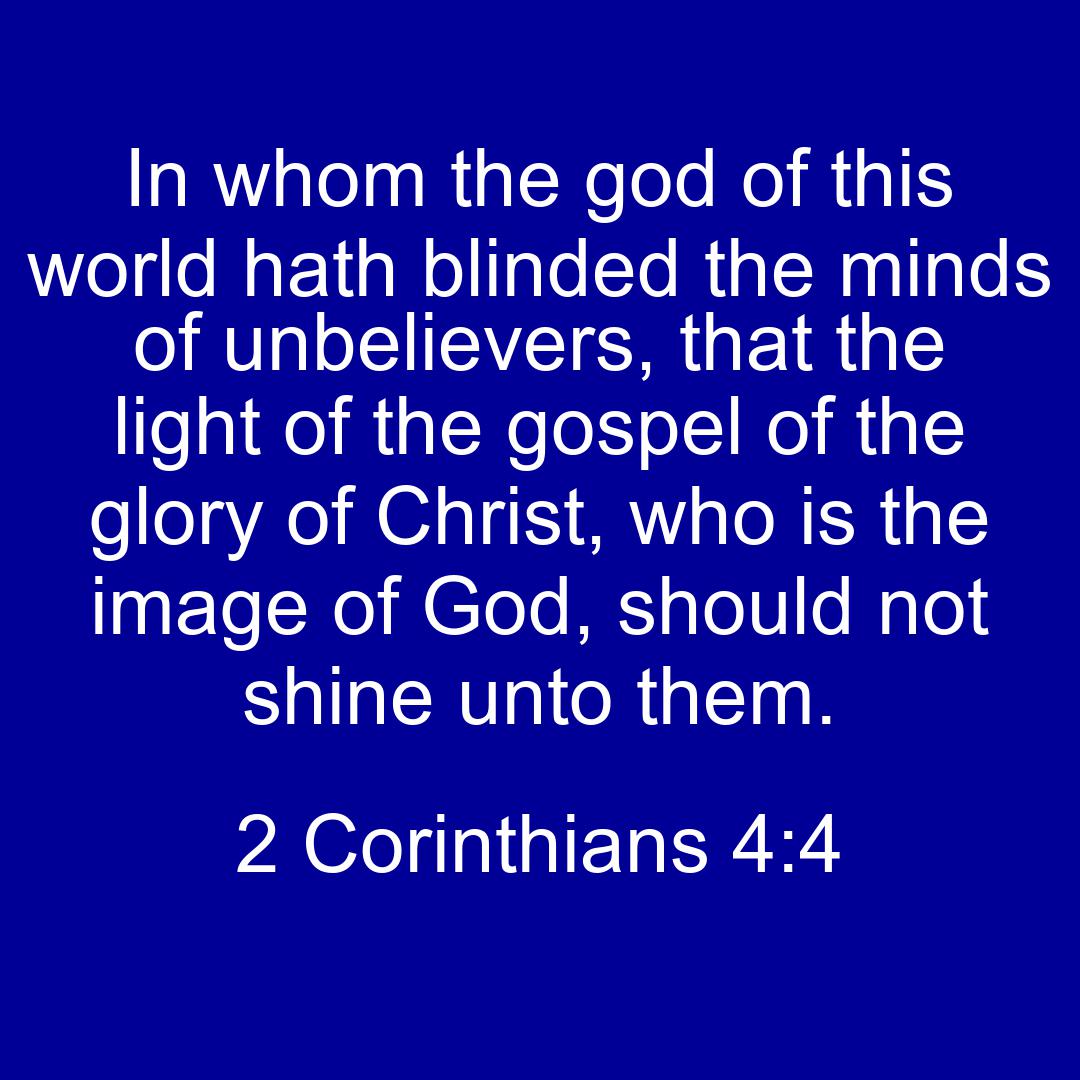 In whom the god of this
world hath blinded the minds
of unbelievers, that the
light of the gospel of the
glory of Christ, who is the
image of God, should not
shine unto them.
2 Corinthians 4:4